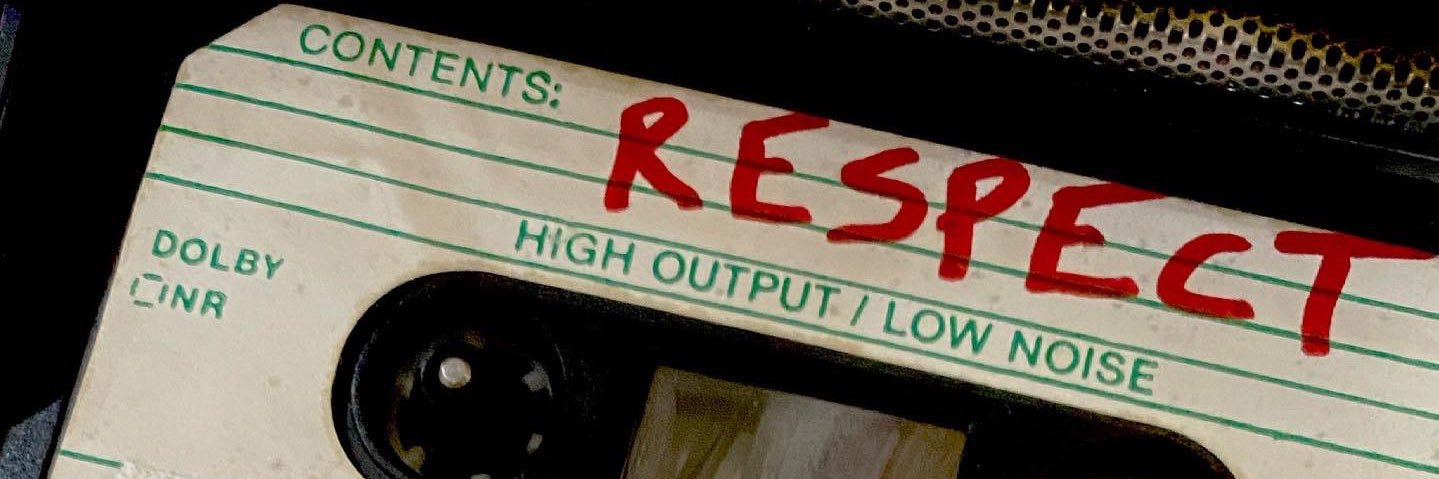 CONTENTS: RESPECT
HIGH OUTPUT / LOW NOISE
DOLBY
NR